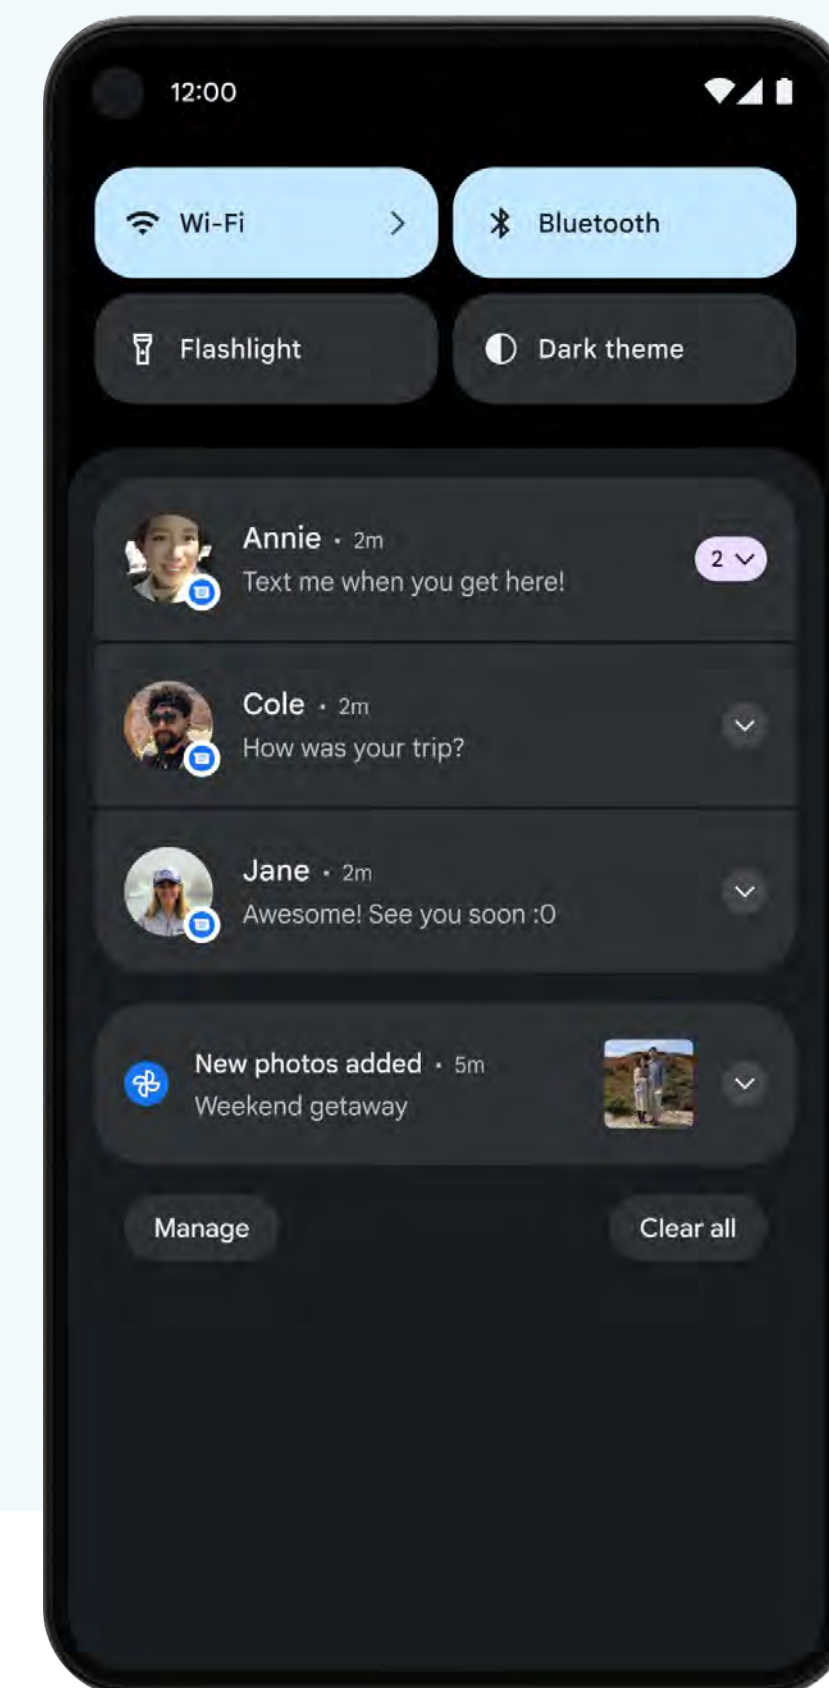 12:00
Wi-Fi
Bluetooth
Flashlight
Dark theme
Annie • 2m
Text me when you get here!
2
Cole • 2m
How was your trip?
Jane • 2m
Awesome! See you soon :0
New photos added • 5m
Weekend getaway
Manage
Clear all